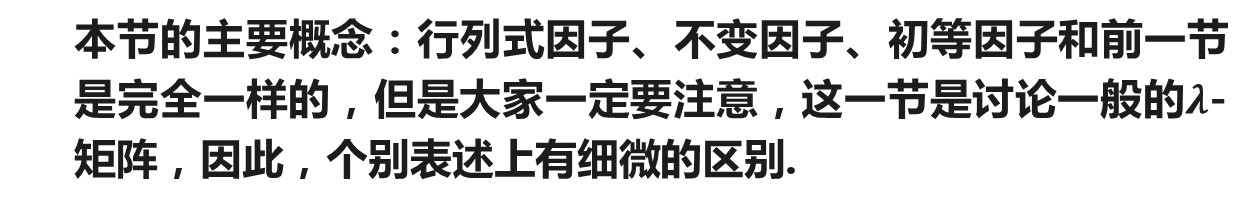 本节的主要概念：行列式因子、不变因子、初等因子和前一节
是完全一样的，但是大家一定要注意，这一节是讨论一般的λ-
矩阵，因此，个别表述上有细微的区别.